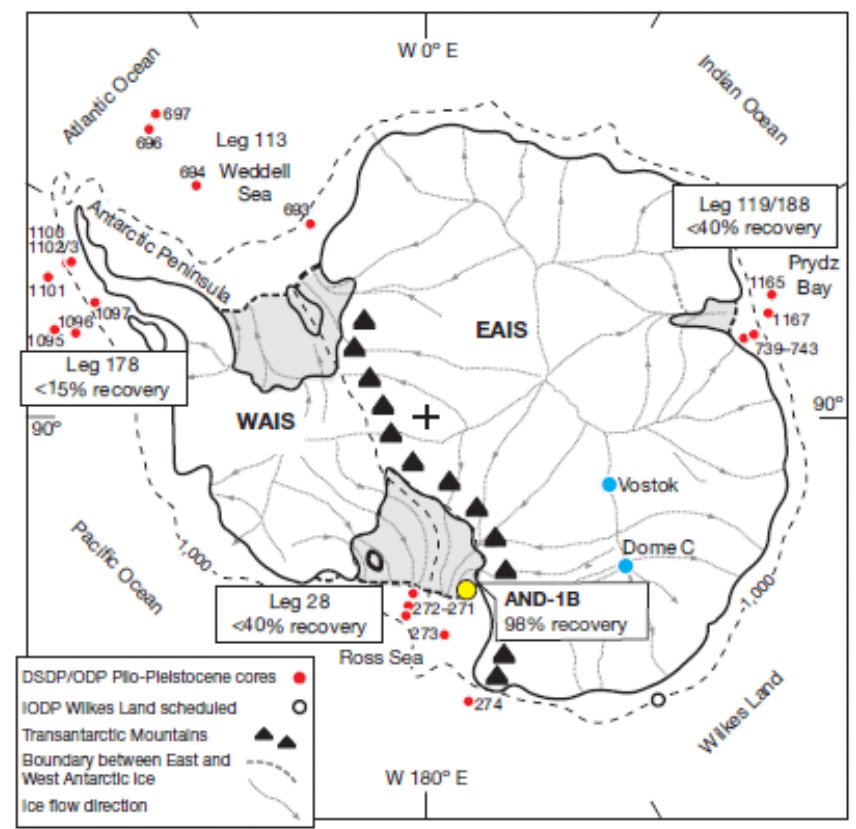 W 0° E
Atlantic Ocean
Indian Ocean
697
696
Leg 113
694
Weddell
Sea
693
Leg 119/188
<40% recovery
Antarctic Peninsula
1100
1102/3
1101
1097
1096
1095
Prydz
Bay
1165
1167
739–743
EAIS
Leg 178
<15% recovery
WAIS
90°
90°
Vostok
Dome C
Pacific Ocean
1,000
1,000
Leg 28
<40% recovery
272–271
AND-1B
98% recovery
273
Ross Sea
274
Wilkes Land
DSDP/ODP Plio-Pleistocene cores
IODP Wilkes Land scheduled
Transantarctic Mountains
Boundary between East and
West Antarctic Ice
Ice flow direction
W 180° E